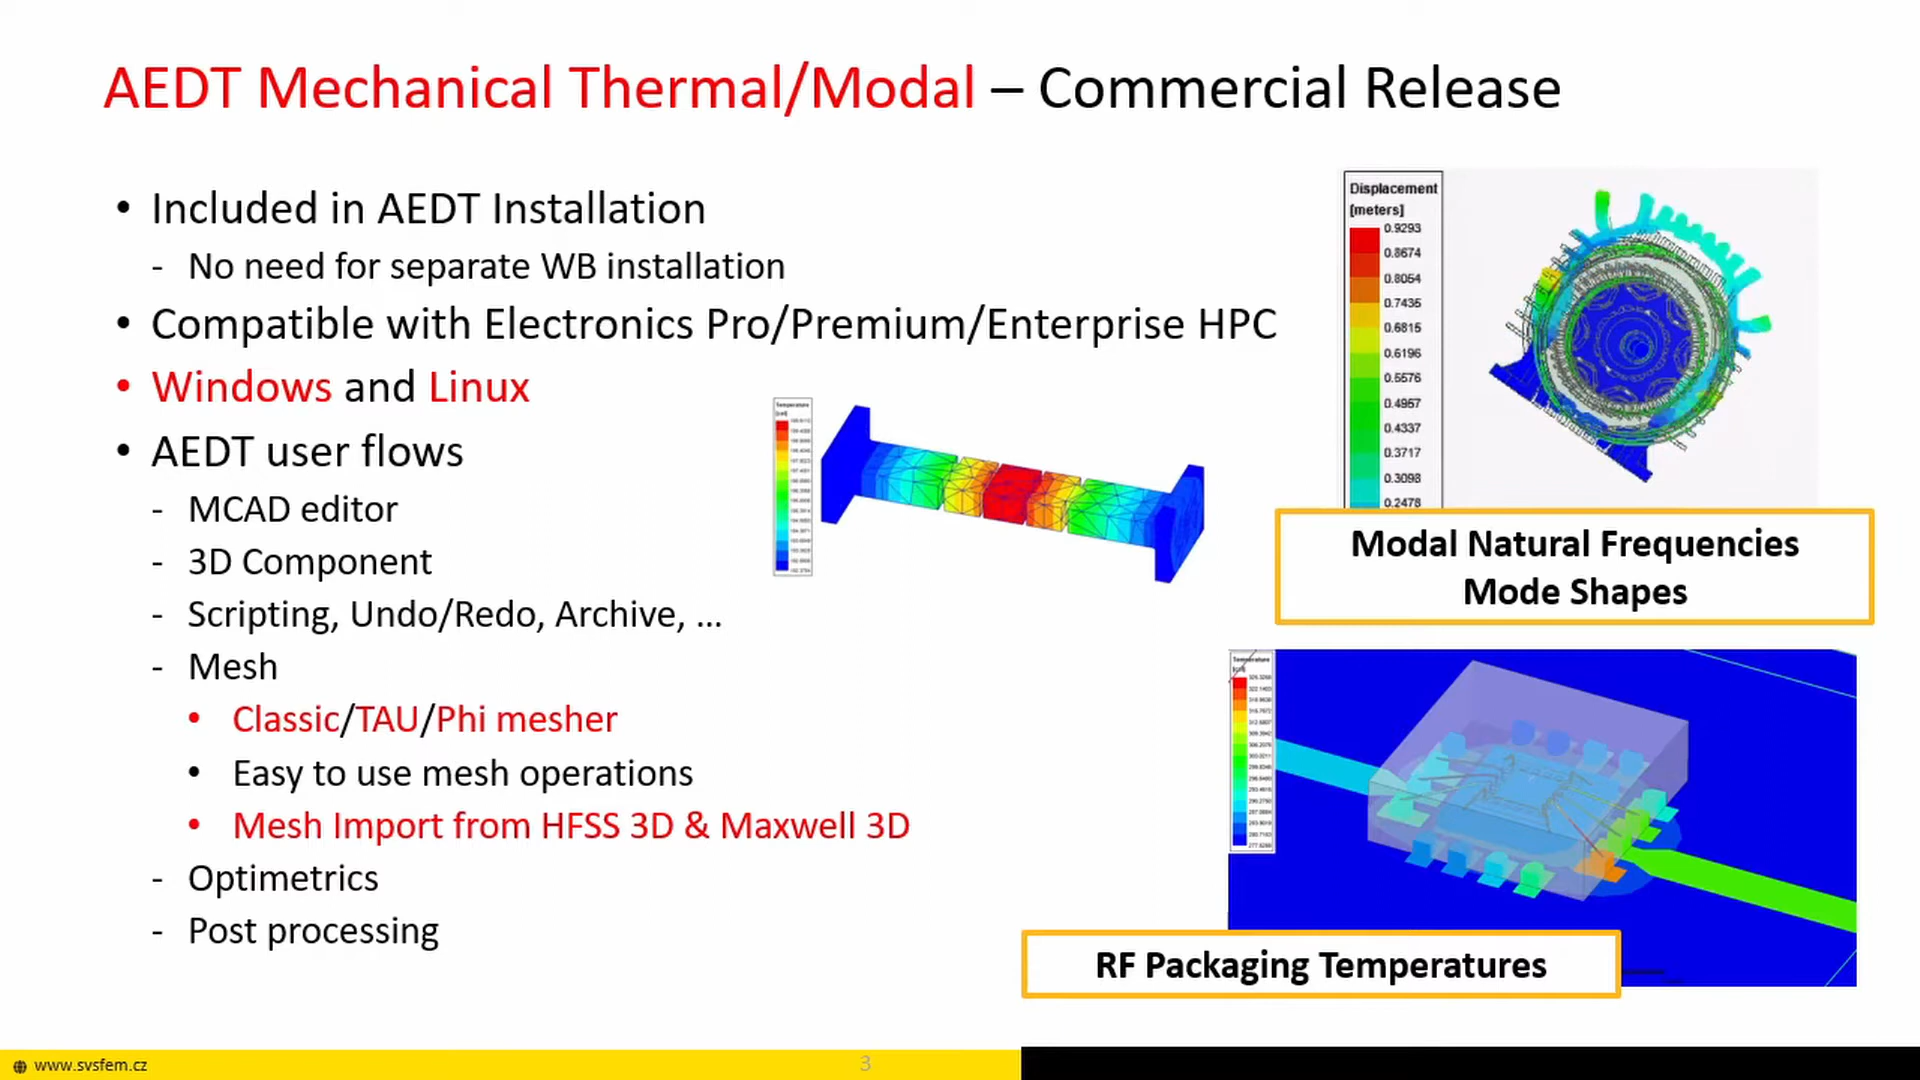 AEDT Mechanical Thermal/Modal – Commercial Release
• Included in AEDT Installation
- No need for separate WB installation
• Compatible with Electronics Pro/Premium/Enterprise HPC
• Windows and Linux
• AEDT user flows
- MCAD editor
- 3D Component
- Scripting, Undo/Redo, Archive, ...
- Mesh
• Classic/TAU/Phi mesher
• Easy to use mesh operations
• Mesh Import from HFSS 3D & Maxwell 3D
- Optimetrics
- Post processing
Temperature
Displacement
[meters]
0.9293
0.8674
0.8054
0.7435
0.6815
0.6196
0.5576
0.4957
0.4337
0.3717
0.3098
0.2478
Modal Natural Frequencies
Mode Shapes
Temperature
RF Packaging Temperatures
www.svsfem.cz
3